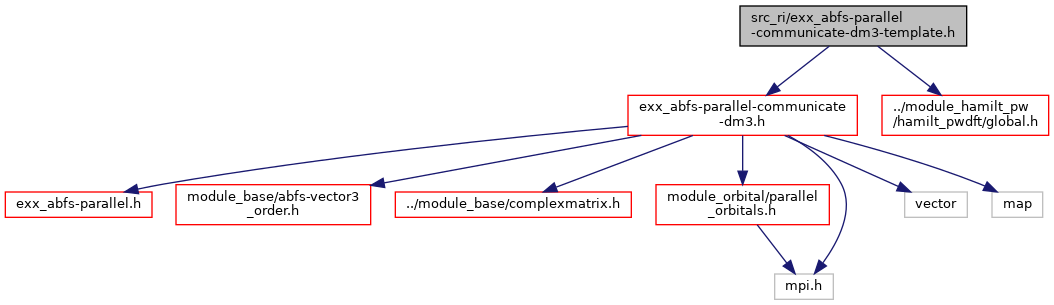 src_ri/exx_abfs-parallel
-communicate-dm3-template.h
exx_abfs-parallel-communicate
-dm3.h
../module_hamilt_pw
/hamilt_pwdft/global.h
exx_abfs-parallel.h
module_base/abfs-vector3
_order.h
../module_base/complexmatrix.h
module_orbital/parallel
_orbitals.h
vector
map
mpi.h